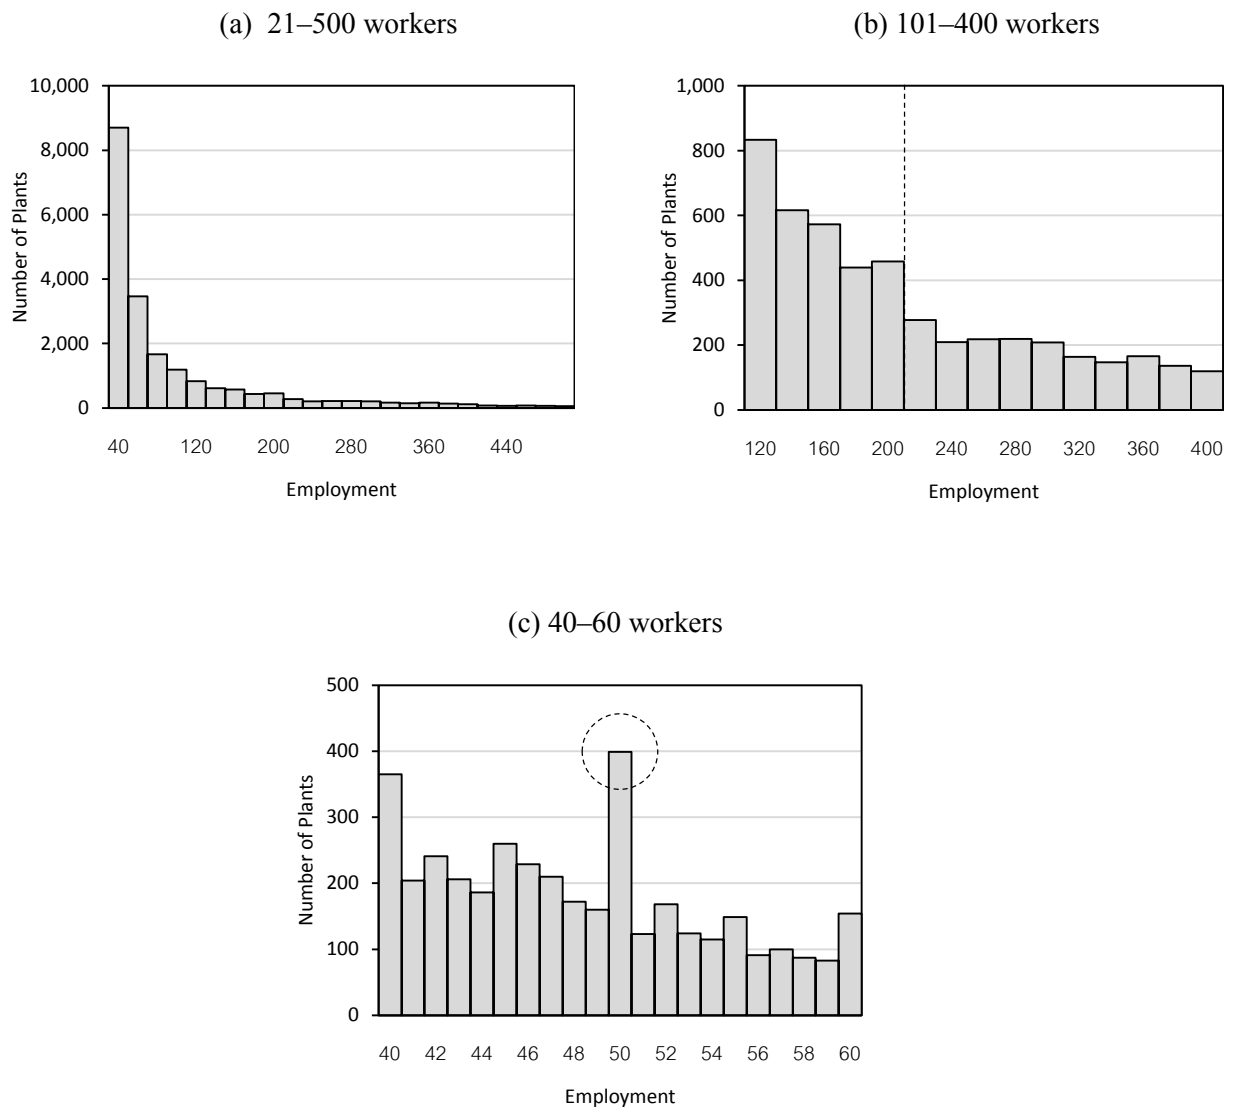 (a) 21–500 workers
10,000
8,000
6,000
4,000
2,000
0
Number of Plants
40 120 200 280 360 440
Employment
(b) 101–400 workers
1,000
800
600
400
200
0
Number of Plants
120 160 200 240 280 320 360 400
Employment
(c) 40–60 workers
500
400
300
200
100
0
Number of Plants
40 42 44 46 48 50 52 54 56 58 60
Employment